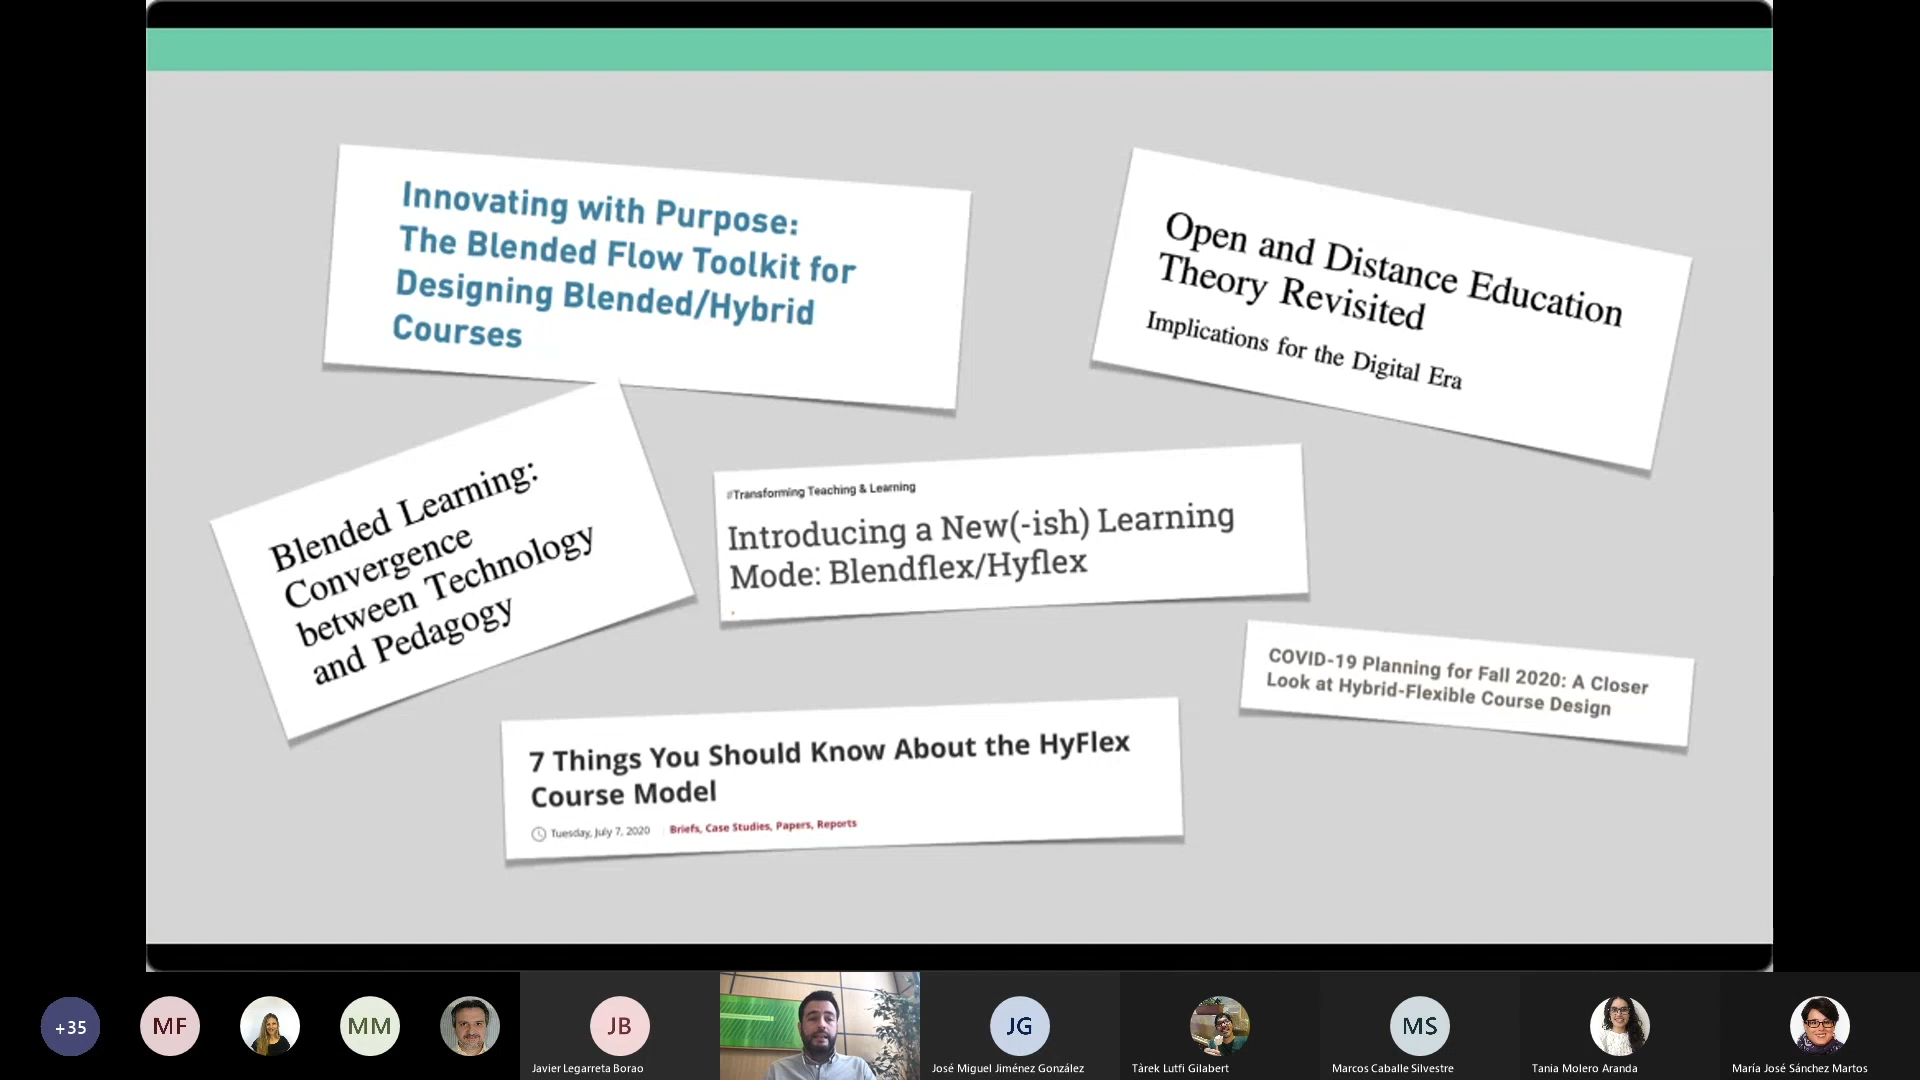 Innovating with Purpose:
The Blended Flow Toolkit for
Designing Blended/Hybrid
Courses
Open and Distance Education
Theory Revisited
Implications for the Digital Era
Blended Learning:
Convergence
between Technology
and Pedagogy
#Transforming Teaching & Learning
Introducing a New(-ish) Learning
Mode: Blendflex/Hyflex
COVID-19 Planning for Fall 2020: A Closer
Look at Hybrid-Flexible Course Design
7 Things You Should Know About the HyFlex
Course Model
Tuesday, July 7, 2020 Briefs, Case Studies, Papers, Reports
+35
MF
MM
JB
JG
MS
Javier Legarreta Borao
José Miguel Jiménez González
Tàrek Lutfi Gilabert
Marcos Caballe Silvestre
Tania Molero Aranda
María José Sánchez Martos